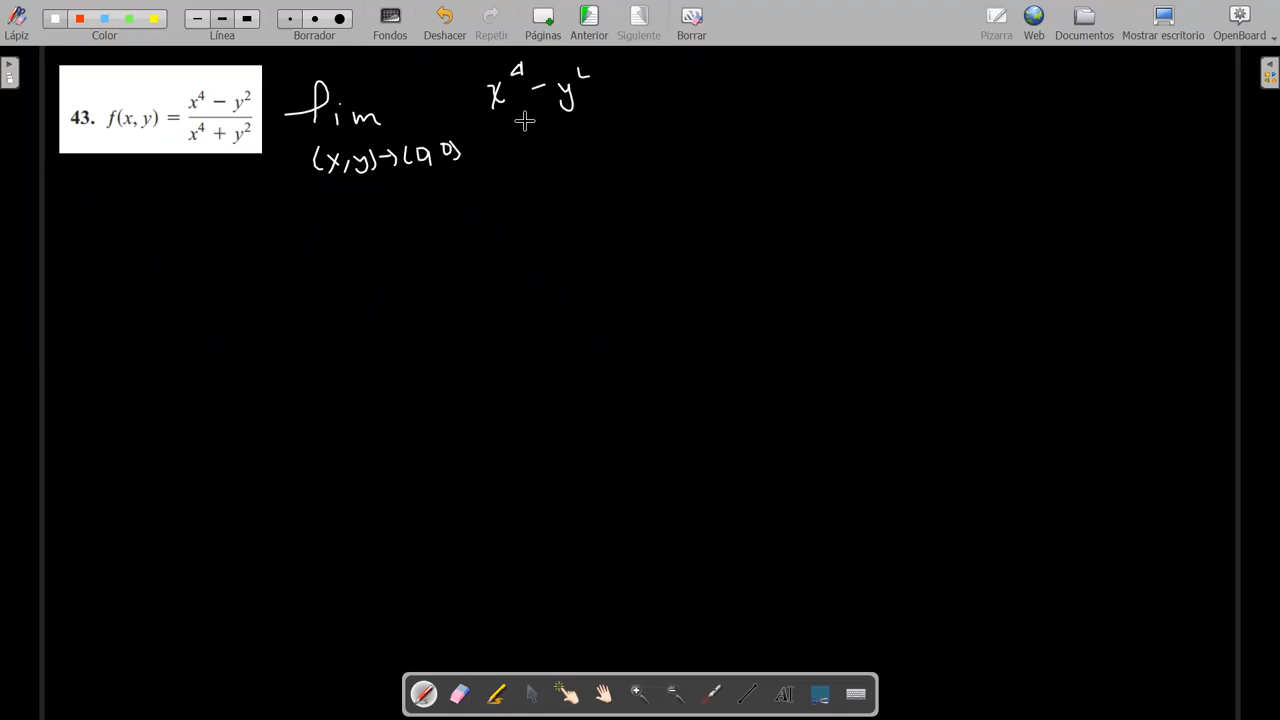 Lápiz Color Línea Borrador Fondos Deshacer Repetir Páginas Anterior Siguiente Borrar Pizarra Web Documentos Mostrar escritorio OpenBoard
43. f(x, y) = (x⁴ − y²)/(x⁴ + y²)
lim x⁴ − y²
(x,y)→(0,0)
AI